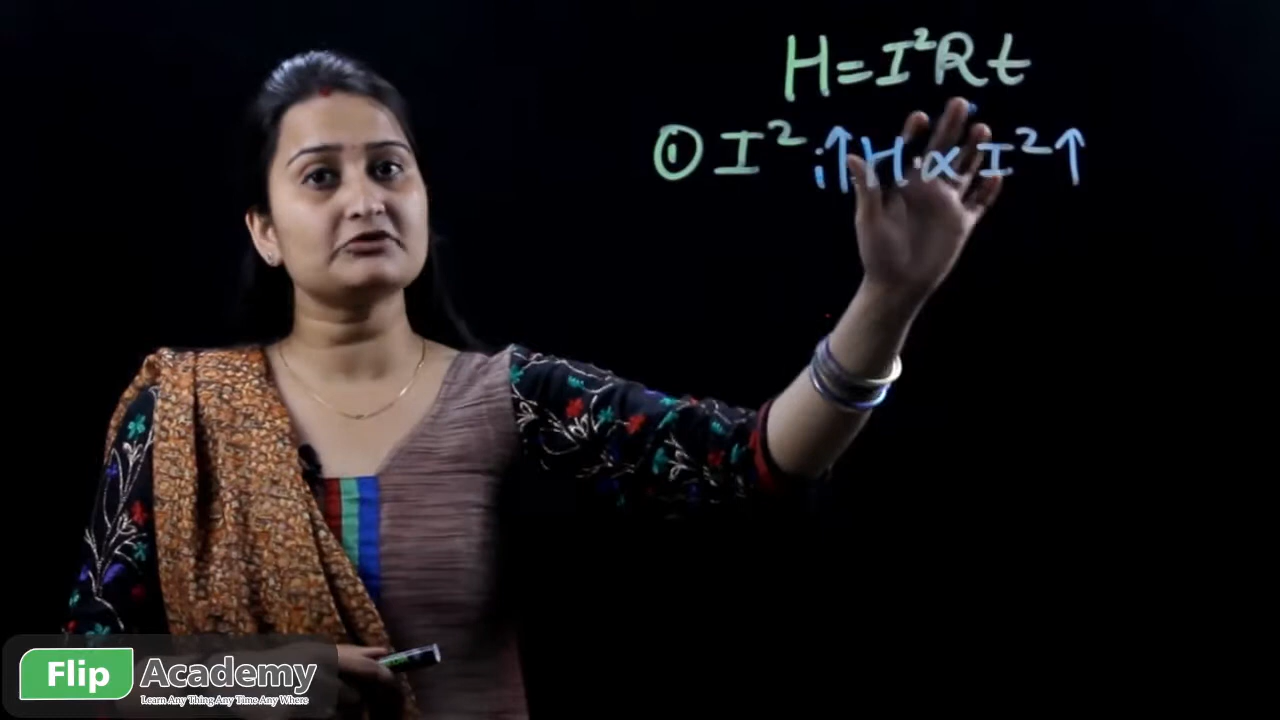 H = I²Rt
① I² i↑ H ∝ I²↑
Flip Academy
Learn Any Thing Any Time Any Where